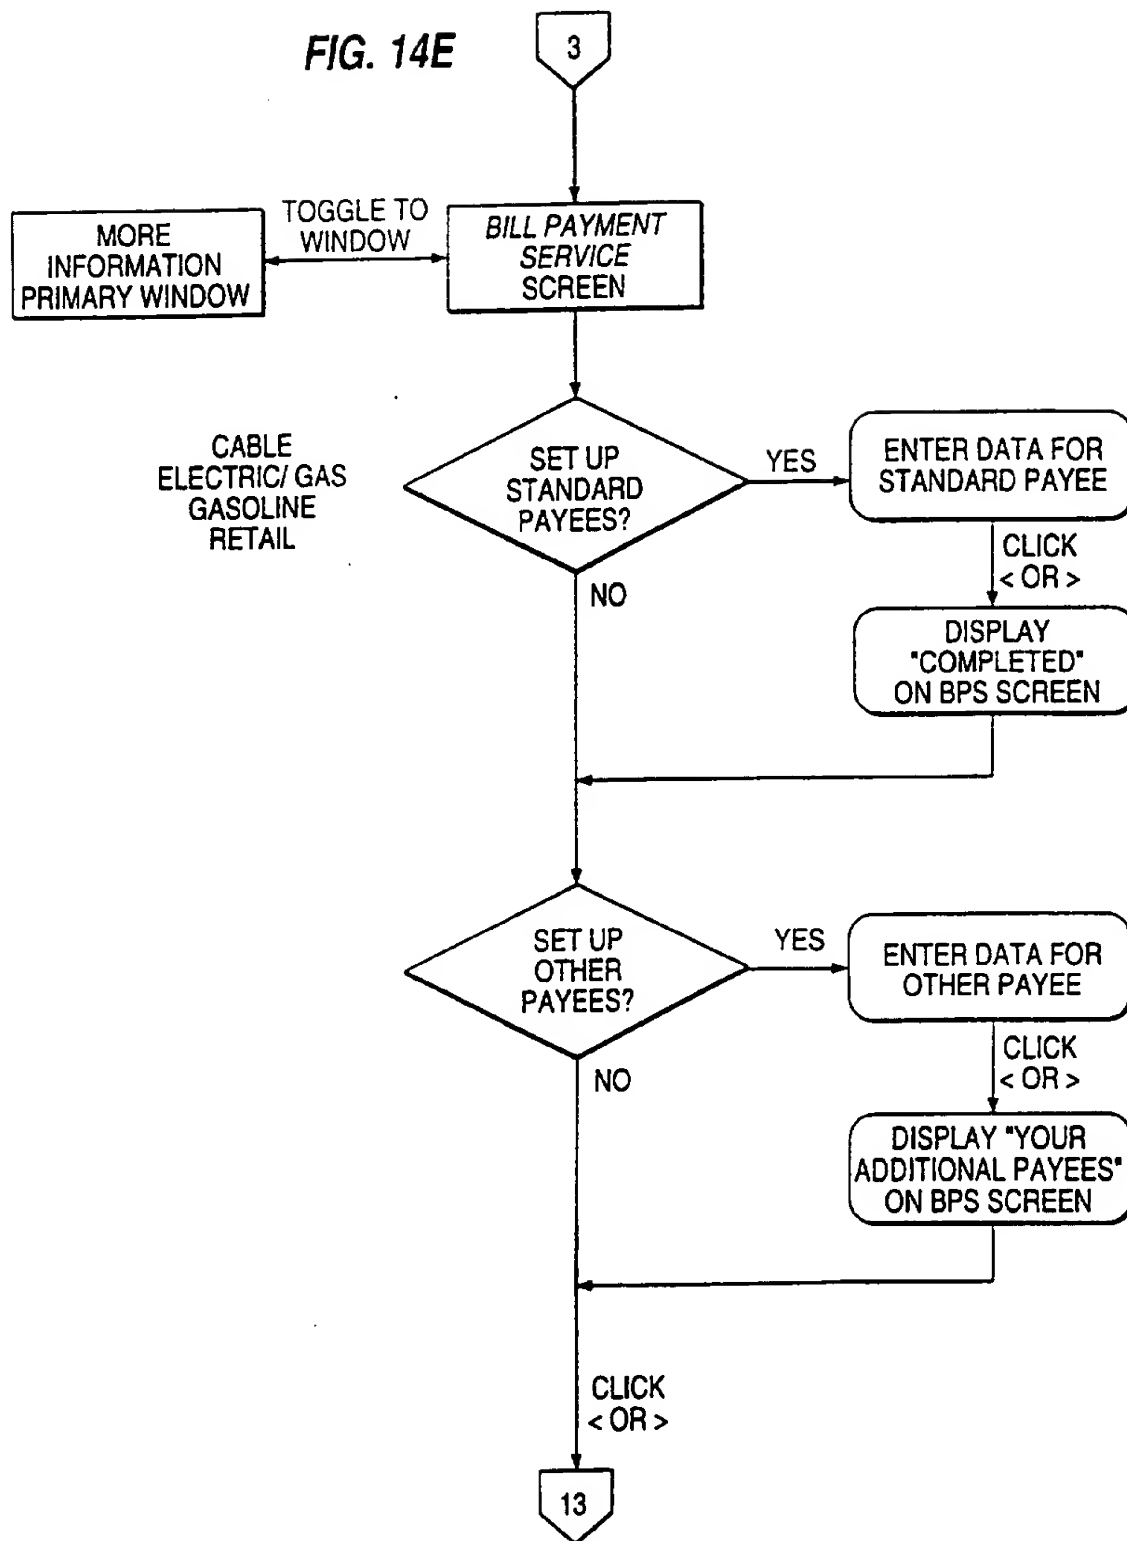 FIG. 14E
3
MORE
INFORMATION
PRIMARY WINDOW
TOGGLE TO
WINDOW
BILL PAYMENT
SERVICE
SCREEN
CABLE
ELECTRIC/ GAS
GASOLINE
RETAIL
SET UP
STANDARD
PAYEES?
YES
ENTER DATA FOR
STANDARD PAYEE
NO
CLICK
< OR >
DISPLAY
"COMPLETED"
ON BPS SCREEN
SET UP
OTHER
PAYEES?
YES
ENTER DATA FOR
OTHER PAYEE
NO
CLICK
< OR >
DISPLAY "YOUR
ADDITIONAL PAYEES"
ON BPS SCREEN
CLICK
< OR >
13